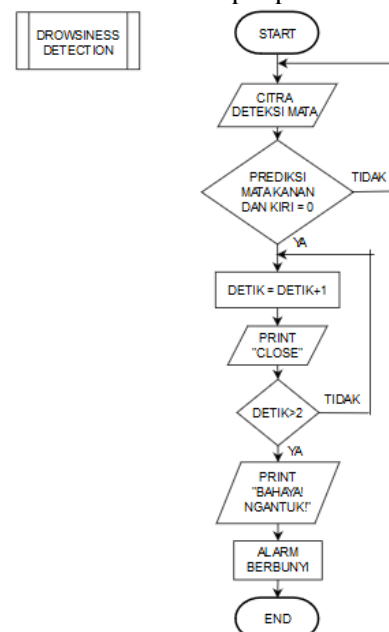 DROWSINESS
DETECTION
START
CITRA
DETEKSI MATA
PREDIKSI
MATA KANAN
DAN KIRI = 0
TIDAK
YA
DETIK = DETIK+1
PRINT
"CLOSE"
DETIK>2
TIDAK
YA
PRINT
"BAHAYA!
NGANTUK!"
ALARM
BERBUNYI
END